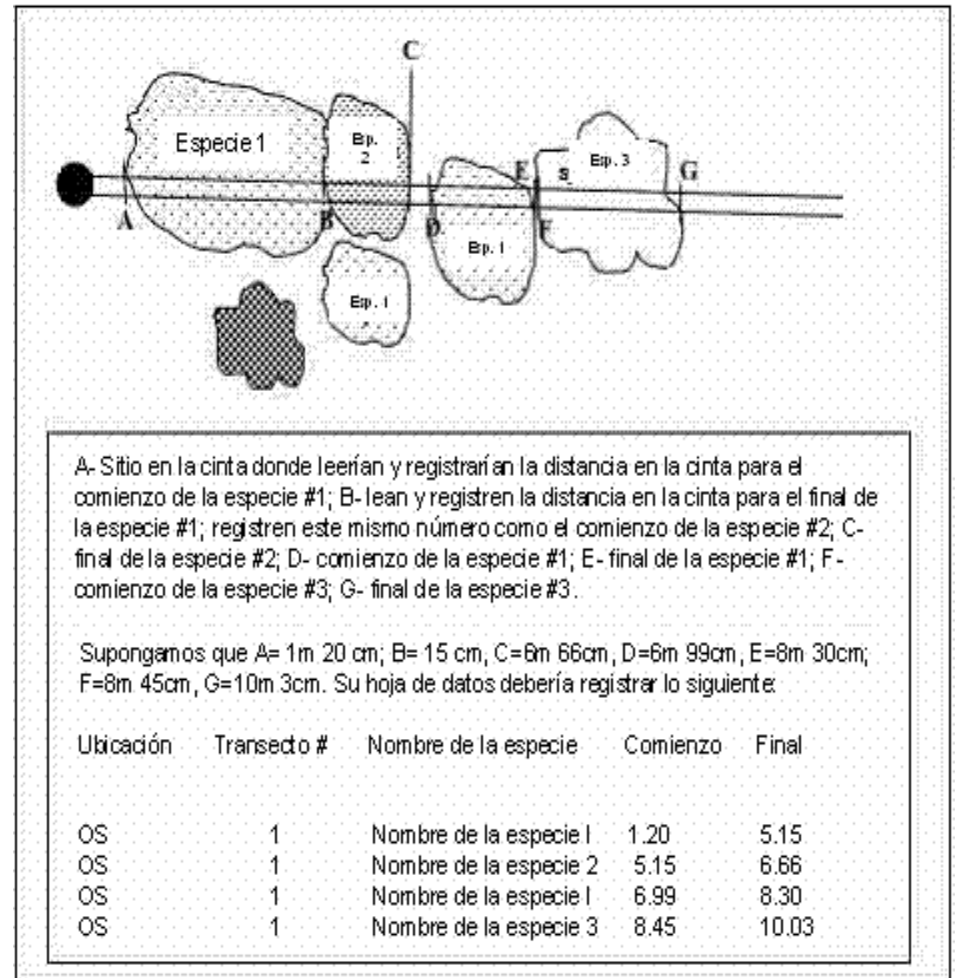 C
Especie 1
Esp.
2
E
S
Esp. 3
G
A
B
D
Esp. 1
F
Esp. 1
A- Sitio en la cinta donde leerían y registrarían la distancia en la cinta para el
comienzo de la especie #1; B- lean y registren la distancia en la cinta para el final de
la especie #1; registren este mismo número como el comienzo de la especie #2; C-
final de la especie #2; D- comienzo de la especie #1; E- final de la especie #1; F-
comienzo de la especie #3; G- final de la especie #3.
Supongamos que A= 1m 20 cm; B= 15 cm, C=6m 66cm, D=6m 99cm, E=8m 30cm;
F=8m 45cm, G=10m 3cm. Su hoja de datos debería registrar lo siguiente:
Ubicación Transecto # Nombre de la especie Comienzo Final
OS 1 Nombre de la especie I 1.20 5.15
OS 1 Nombre de la especie 2 5.15 6.66
OS 1 Nombre de la especie I 6.99 8.30
OS 1 Nombre de la especie 3 8.45 10.03